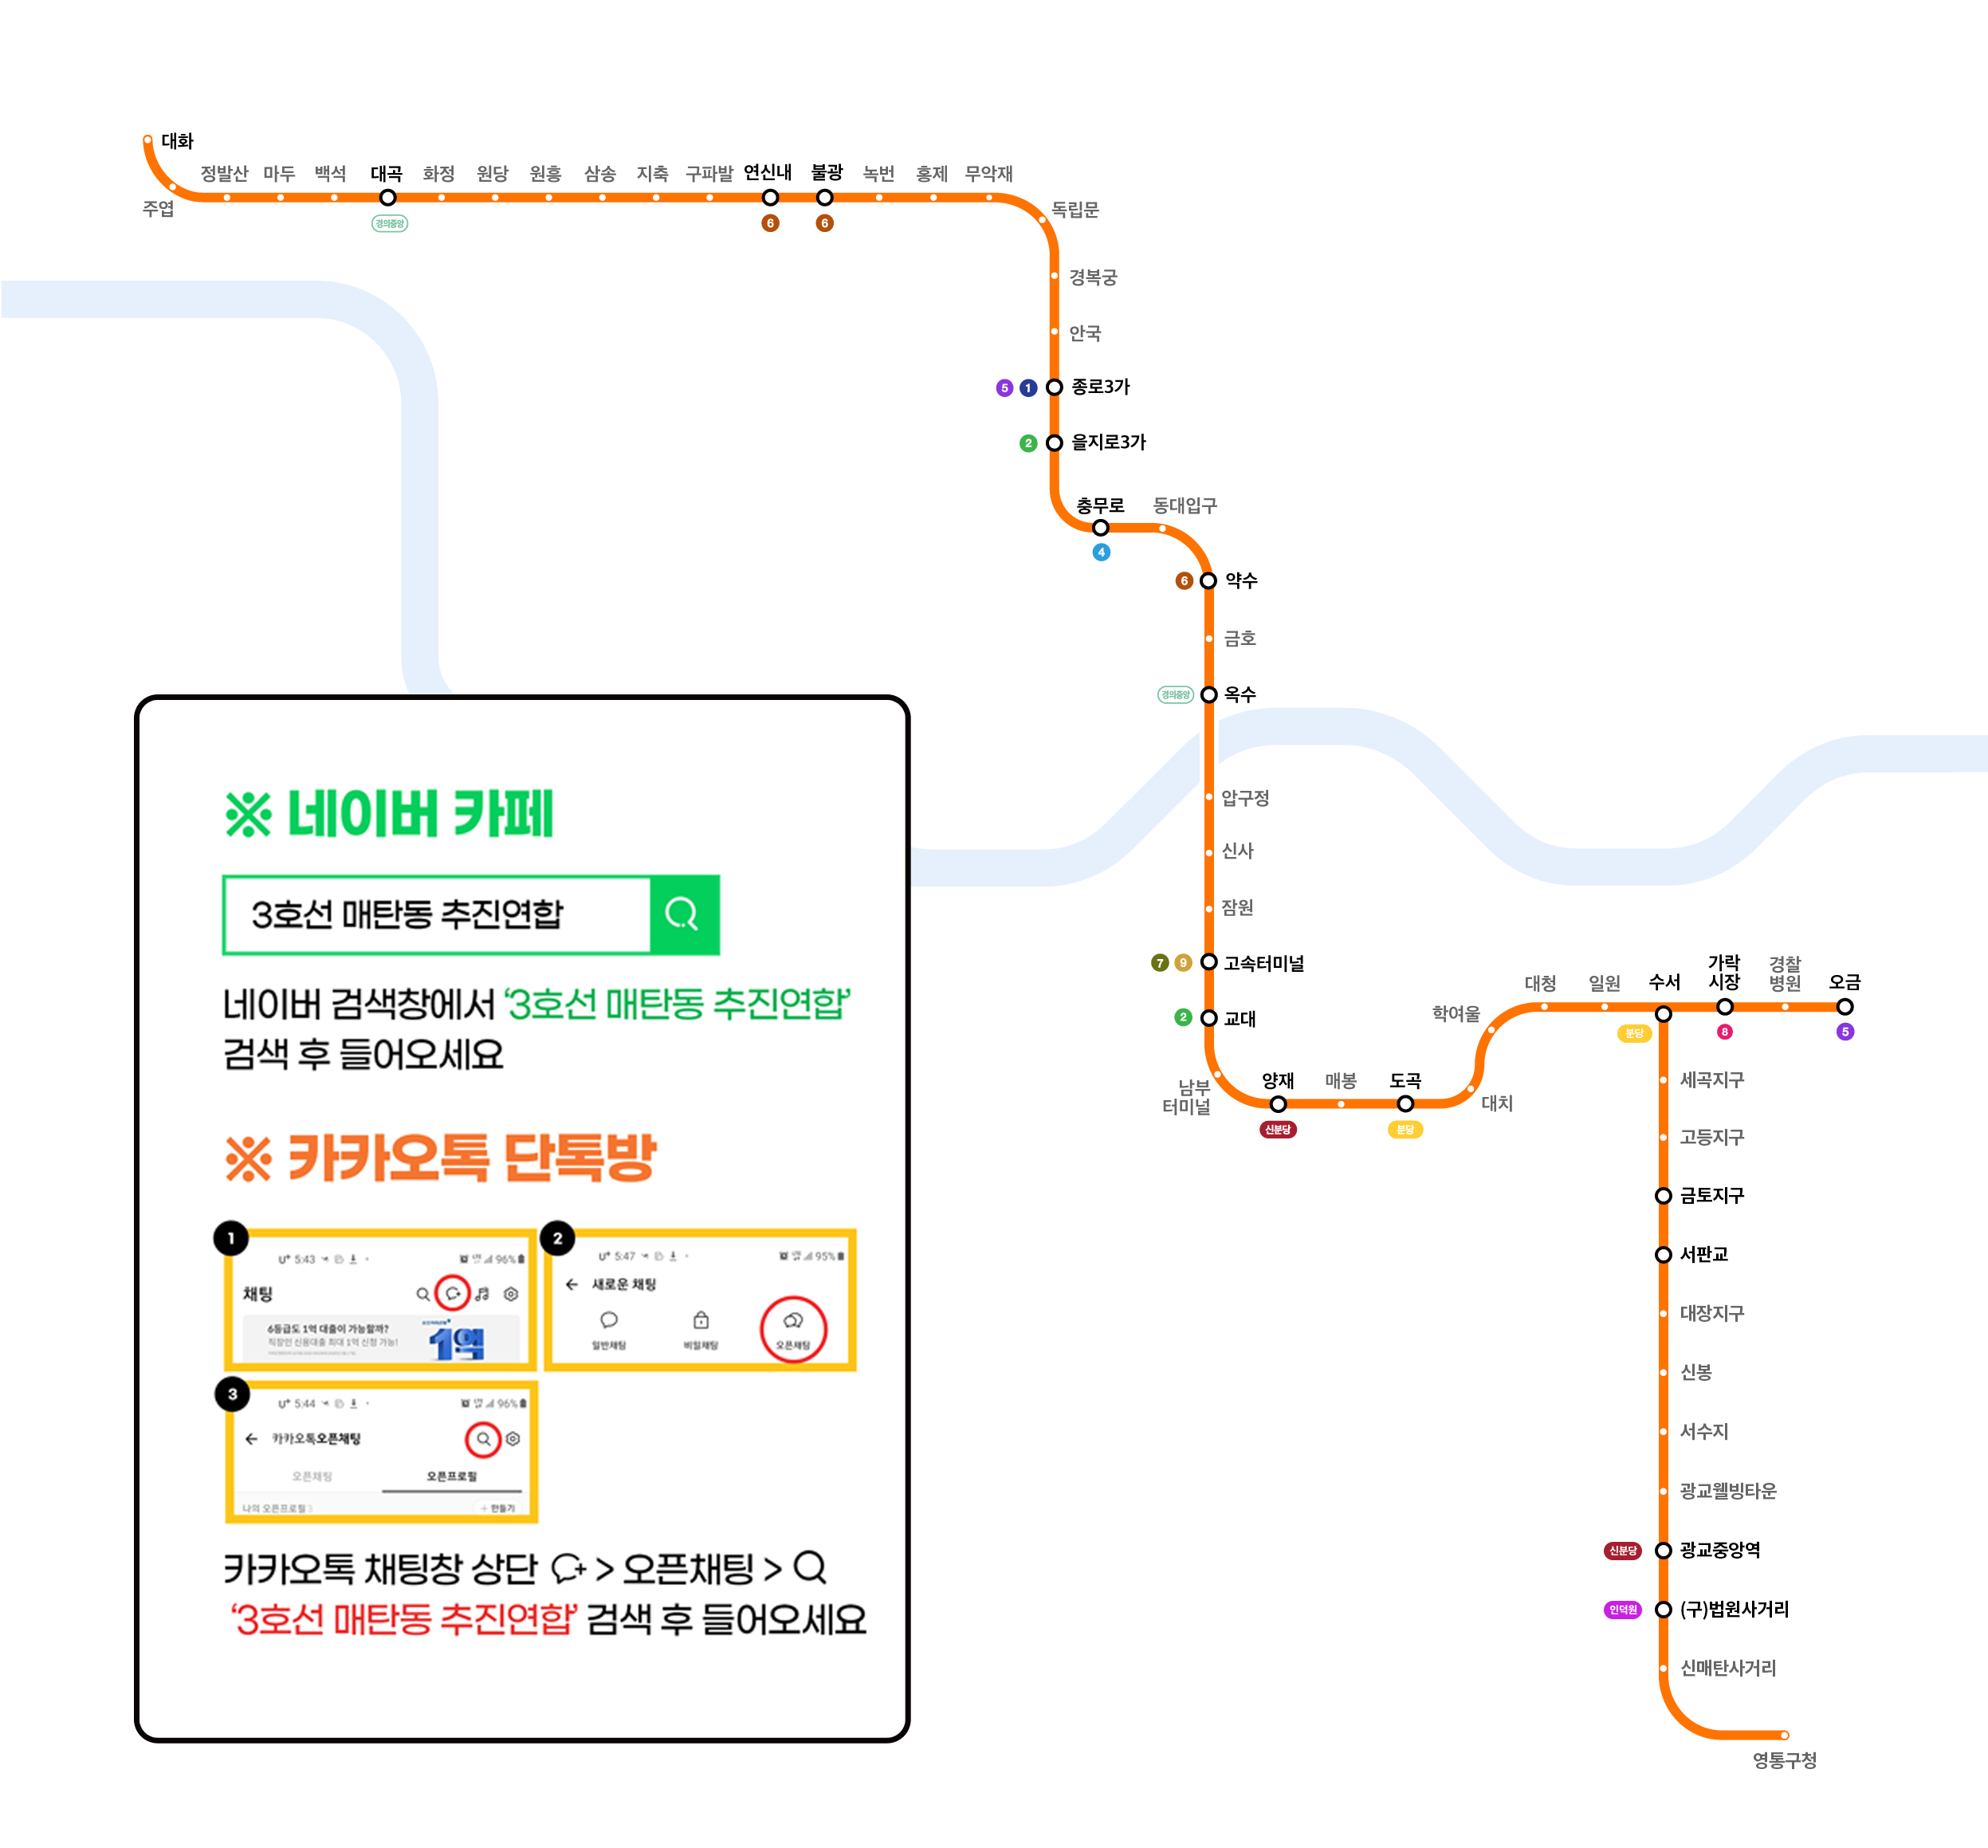 대화
주엽
정발산
마두
백석
대곡
경의중앙
화정
원당
원흥
삼송
지축
구파발
연신내
6
불광
6
녹번
홍제
무악재
독립문
경복궁
안국
5 1 종로3가
2 을지로3가
충무로
4
동대입구
6 약수
금호
경의중앙 옥수
압구정
신사
잠원
7 9 고속터미널
2 교대
남부
터미널
양재
신분당
매봉
도곡
분당
대치
학여울
대청
일원
수서
분당
가락
시장
8
경찰
병원
오금
5
세곡지구
고등지구
금토지구
서판교
대장지구
신봉
서수지
광교웰빙타운
신분당 광교중앙역
인덕원 (구)법원사거리
신매탄사거리
영통구청
※ 네이버 카페
3호선 매탄동 추진연합
네이버 검색창에서 ‘3호선 매탄동 추진연합’
검색 후 들어오세요
※ 카카오톡 단톡방
1
U+ 5:43 96%
채팅
6등급도 1억 대출이 가능할까?
직장인 신용대출 최대 1억 신청 가능!
1억
2
U+ 5:47 95%
← 새로운 채팅
일반채팅 비밀채팅 오픈채팅
3
U+ 5:44 96%
← 카카오톡오픈채팅
오픈채팅 오픈프로필
나의 오픈프로필 3 + 만들기
카카오톡 채팅창 상단 > 오픈채팅 >
‘3호선 매탄동 추진연합’ 검색 후 들어오세요